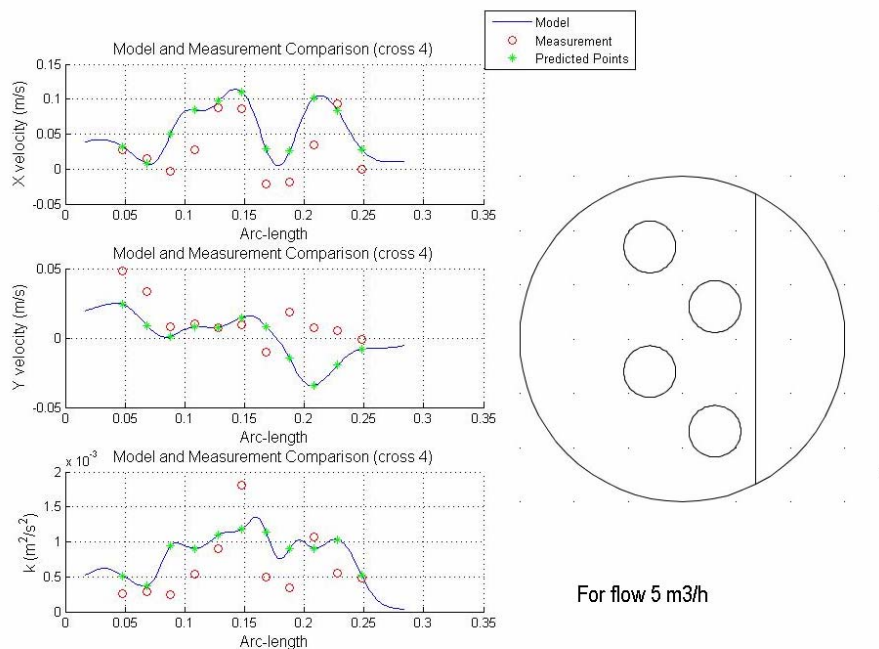 Model
Measurement
Predicted Points
Model and Measurement Comparison (cross 4)
X velocity (m/s)
0.15
0.1
0.05
0
-0.05
0 0.05 0.1 0.15 0.2 0.25 0.3 0.35
Arc-length
Model and Measurement Comparison (cross 4)
Y velocity (m/s)
0.05
0
-0.05
0 0.05 0.1 0.15 0.2 0.25 0.3 0.35
Arc-length
x 10-3
Model and Measurement Comparison (cross 4)
k (m2/s2)
2
1.5
1
0.5
0
0 0.05 0.1 0.15 0.2 0.25 0.3 0.35
Arc-length
For flow 5 m3/h